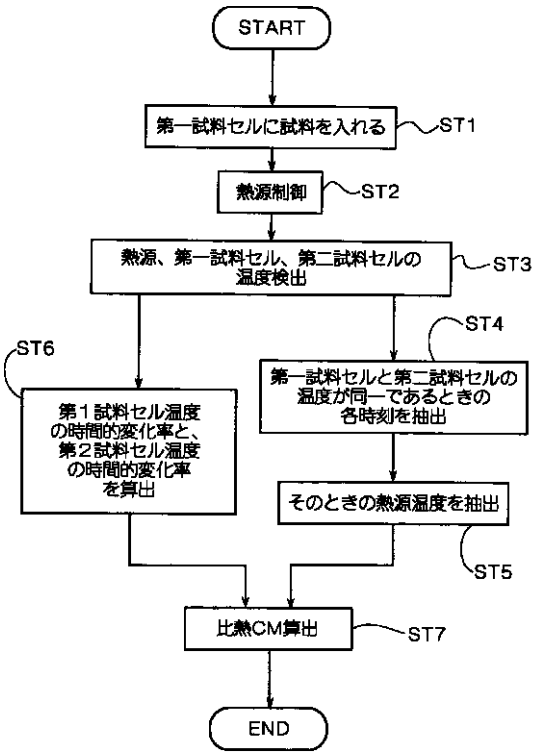 START
第一試料セルに試料を入れる
ST1
熱源制御
ST2
熱源、第一試料セル、第二試料セルの
温度検出
ST3
ST4
第一試料セルと第二試料セルの
温度が同一であるときの
各時刻を抽出
ST6
第1試料セル温度
の時間的変化率と、
第2試料セル温度
の時間的変化率
を算出
そのときの熱源温度を抽出
ST5
比熱CM算出
ST7
END